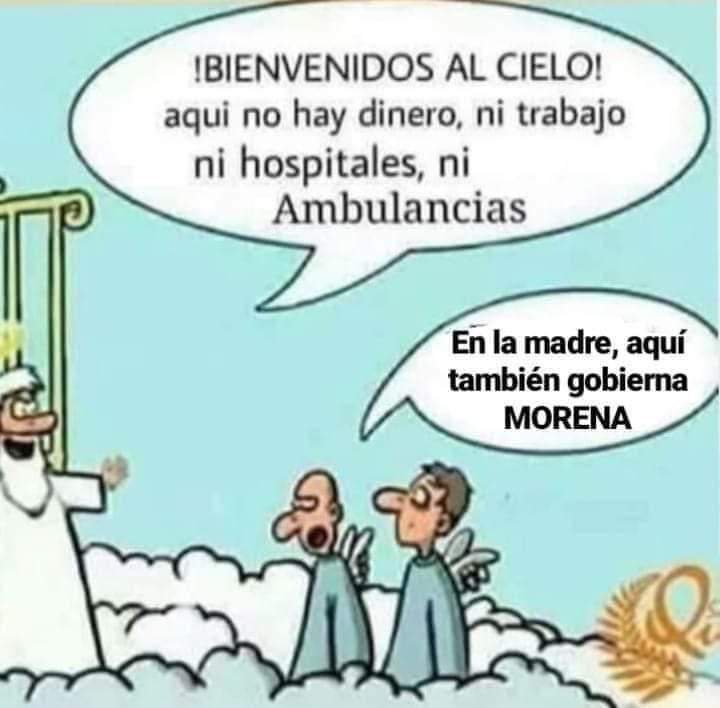 !BIENVENIDOS AL CIELO!
aqui no hay dinero, ni trabajo
ni hospitales, ni
Ambulancias
En la madre, aquí
también gobierna
MORENA